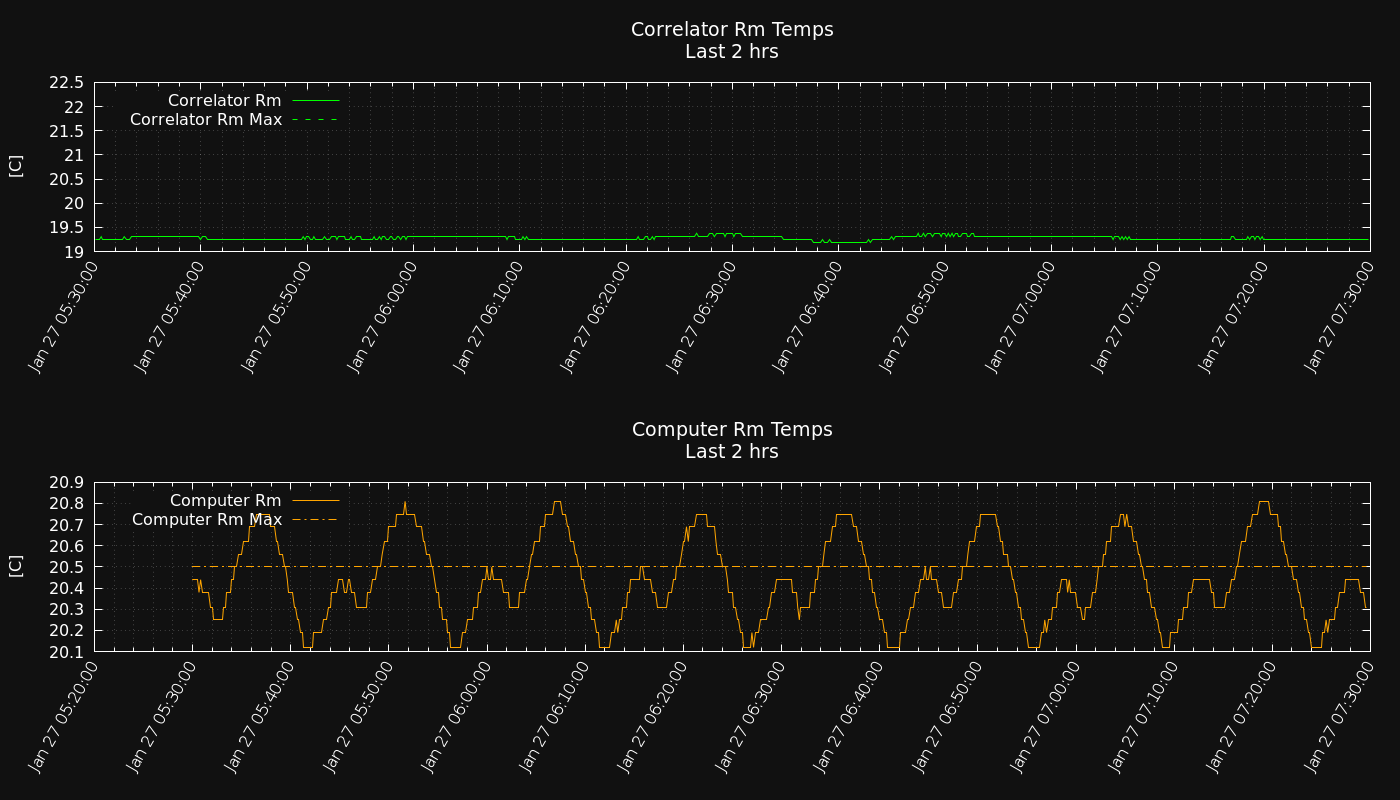 Correlator Rm Temps
Last 2 hrs
[C]
22.5
22
21.5
21
20.5
20
19.5
19
Correlator Rm
Correlator Rm Max
Jan 27 05:30:00
Jan 27 05:40:00
Jan 27 05:50:00
Jan 27 06:00:00
Jan 27 06:10:00
Jan 27 06:20:00
Jan 27 06:30:00
Jan 27 06:40:00
Jan 27 06:50:00
Jan 27 07:00:00
Jan 27 07:10:00
Jan 27 07:20:00
Jan 27 07:30:00
Computer Rm Temps
Last 2 hrs
[C]
20.9
20.8
20.7
20.6
20.5
20.4
20.3
20.2
20.1
Computer Rm
Computer Rm Max
Jan 27 05:20:00
Jan 27 05:30:00
Jan 27 05:40:00
Jan 27 05:50:00
Jan 27 06:00:00
Jan 27 06:10:00
Jan 27 06:20:00
Jan 27 06:30:00
Jan 27 06:40:00
Jan 27 06:50:00
Jan 27 07:00:00
Jan 27 07:10:00
Jan 27 07:20:00
Jan 27 07:30:00